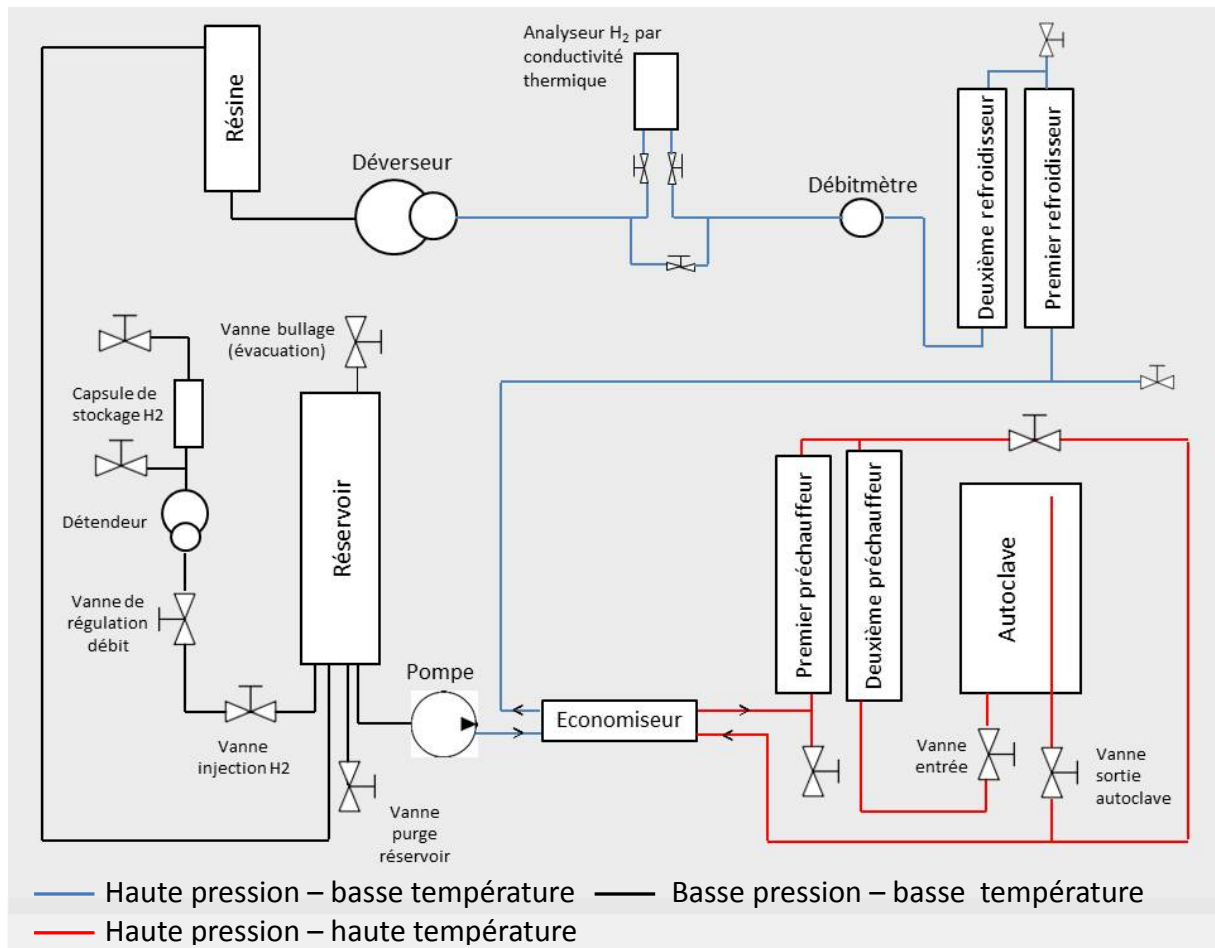 Analyseur H2 par
conductivité
thermique
Résine
Déverseur
Débitmètre
Deuxième refroidisseur
Premier refroidisseur
Vanne bullage
(évacuation)
Capsule de
stockage H2
Détendeur
Réservoir
Vanne de
régulation
débit
Pompe
Economiseur
Premier préchauffeur
Deuxième préchauffeur
Autoclave
Vanne
injection H2
Vanne
purge
réservoir
Vanne
entrée
Vanne
sortie
autoclave
Haute pression – basse température
Basse pression – basse température
Haute pression – haute température